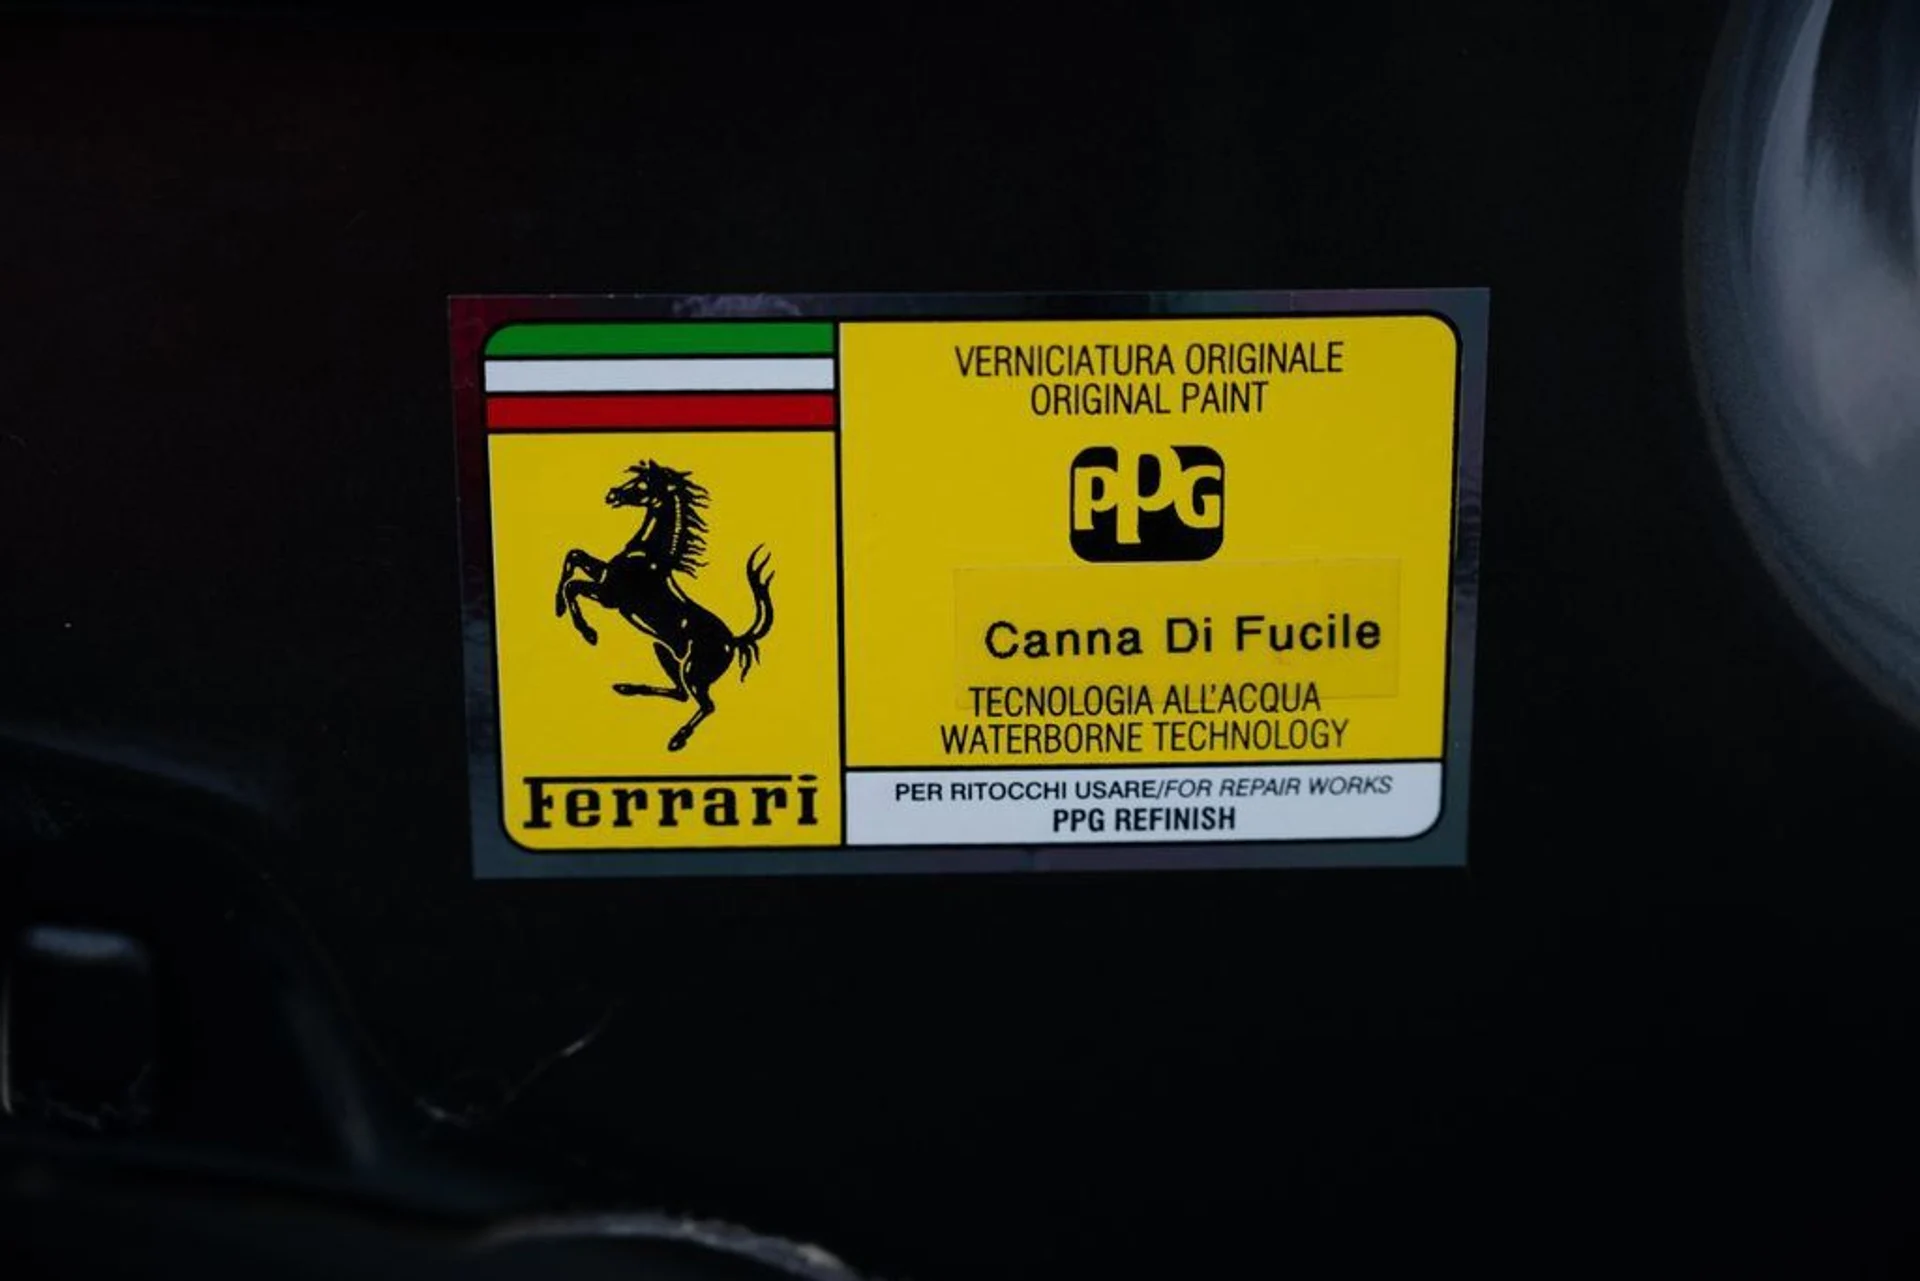 VERNICIATURA ORIGINALE
ORIGINAL PAINT
PPG
Canna Di Fucile
TECNOLOGIA ALL'ACQUA
WATERBORNE TECHNOLOGY
PER RITOCCHI USARE/FOR REPAIR WORKS
PPG REFINISH
Ferrari